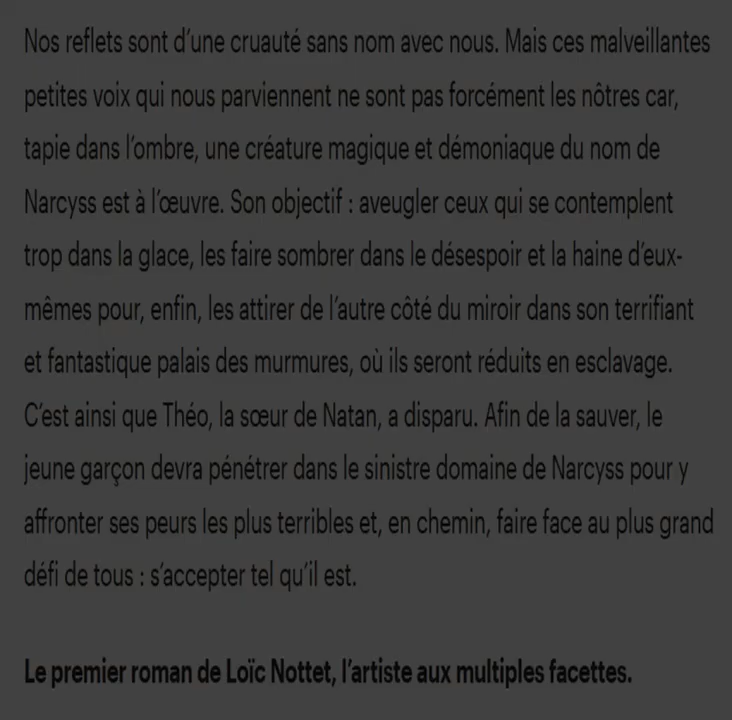 Nos reflets sont d'une cruauté sans nom avec nous. Mais ces malveillantes
petites voix qui nous parviennent ne sont pas forcément les nôtres car,
tapie dans l'ombre, une créature magique et démoniaque du nom de
Narcyss est à l'œuvre. Son objectif : aveugler ceux qui se contemplent
trop dans la glace, les faire sombrer dans le désespoir et la haine d'eux-
mêmes pour, enfin, les attirer de l'autre côté du miroir dans son terrifiant
et fantastique palais des murmures, où ils seront réduits en esclavage.
C'est ainsi que Théo, la sœur de Natan, a disparu. Afin de la sauver, le
jeune garçon devra pénétrer dans le sinistre domaine de Narcyss pour y
affronter ses peurs les plus terribles et, en chemin, faire face au plus grand
défi de tous : s'accepter tel qu'il est.
Le premier roman de Loïc Nottet, l'artiste aux multiples facettes.